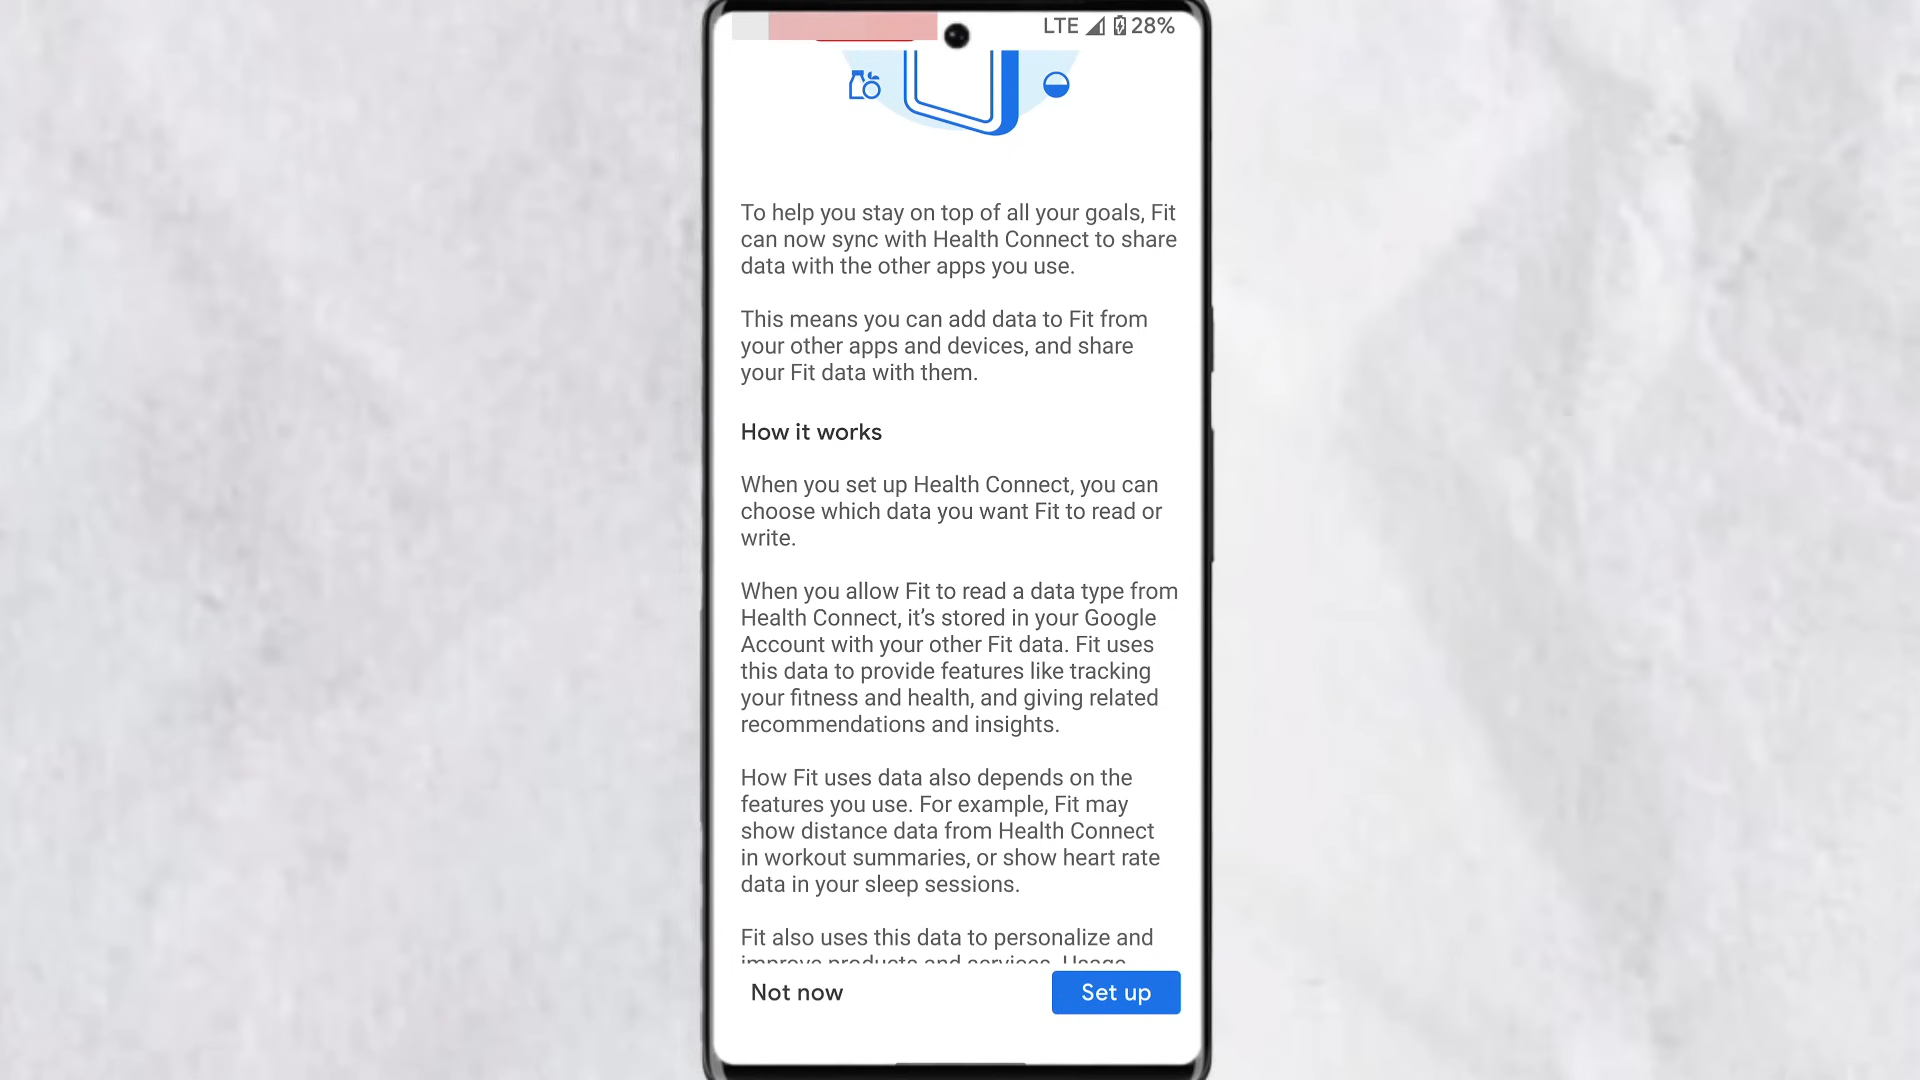 LTE 28%
To help you stay on top of all your goals, Fit
can now sync with Health Connect to share
data with the other apps you use.
This means you can add data to Fit from
your other apps and devices, and share
your Fit data with them.
How it works
When you set up Health Connect, you can
choose which data you want Fit to read or
write.
When you allow Fit to read a data type from
Health Connect, it’s stored in your Google
Account with your other Fit data. Fit uses
this data to provide features like tracking
your fitness and health, and giving related
recommendations and insights.
How Fit uses data also depends on the
features you use. For example, Fit may
show distance data from Health Connect
in workout summaries, or show heart rate
data in your sleep sessions.
Fit also uses this data to personalize and
improve products and services. Usage
Not now
Set up